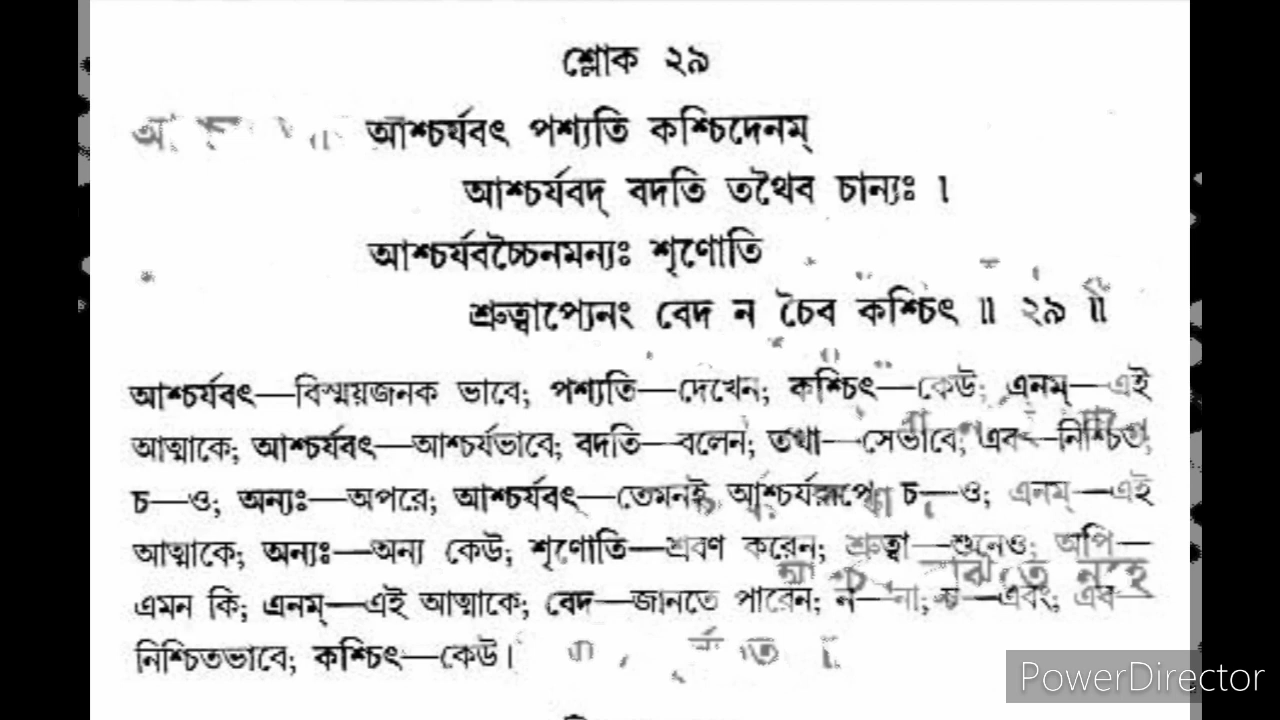 শ্লোক ২৯
আশ্চর্যবৎ পশ্যতি কশ্চিদেনম্
আশ্চর্যবদ্ বদতি তথৈব চান্যঃ ।
আশ্চর্যবচ্চৈনমন্যঃ শৃণোতি
শ্রুত্বাপ্যেনং বেদ ন চৈব কশ্চিৎ ॥ ২৯ ॥
আশ্চর্যবৎ—বিস্ময়জনক ভাবে; পশ্যতি—দেখেন; কশ্চিৎ—কেউ; এনম্—এই
আত্মাকে; আশ্চর্যবৎ—আশ্চর্যভাবে; বদতি—বলেন; তথা—সেভাবে; এব—নিশ্চিত;
চ—ও; অন্যঃ—অপরে; আশ্চর্যবৎ—তেমনই আশ্চর্যরূপে; চ—ও; এনম্—এই
আত্মাকে; অন্যঃ—অন্য কেউ; শৃণোতি—শ্রবণ করেন; শ্রুত্বা—শুনেও; অপি—
এমন কি; এনম্—এই আত্মাকে; বেদ—জানতে পারেন; ন—না; চ—এবং; এব—
নিশ্চিতভাবে; কশ্চিৎ—কেউ।
PowerDirector